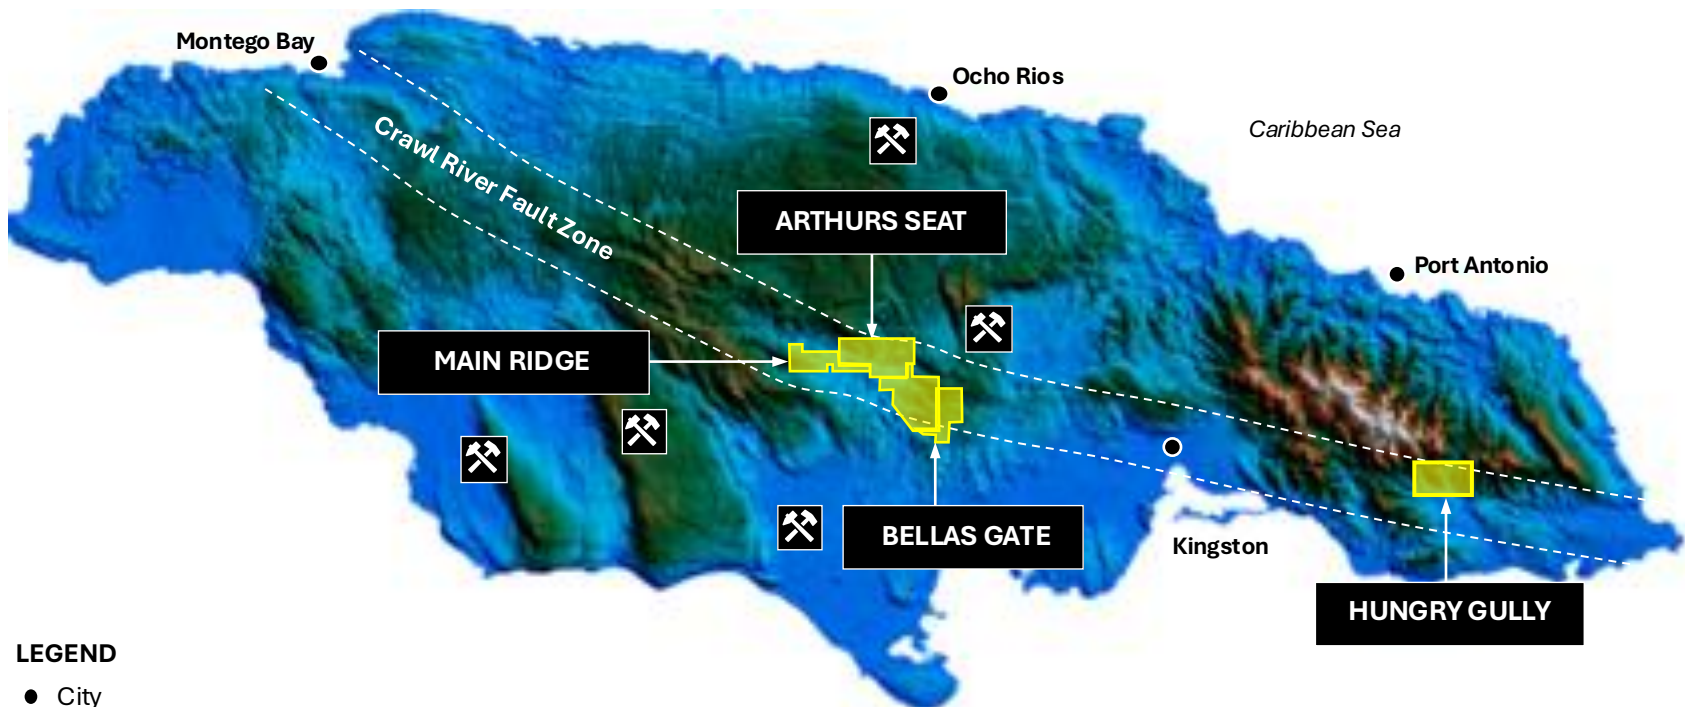 Montego Bay
Ocho Rios
Caribbean Sea
Crawl River Fault Zone
ARTHURS SEAT
Port Antonio
MAIN RIDGE
BELLAS GATE
Kingston
HUNGRY GULLY
LEGEND
City